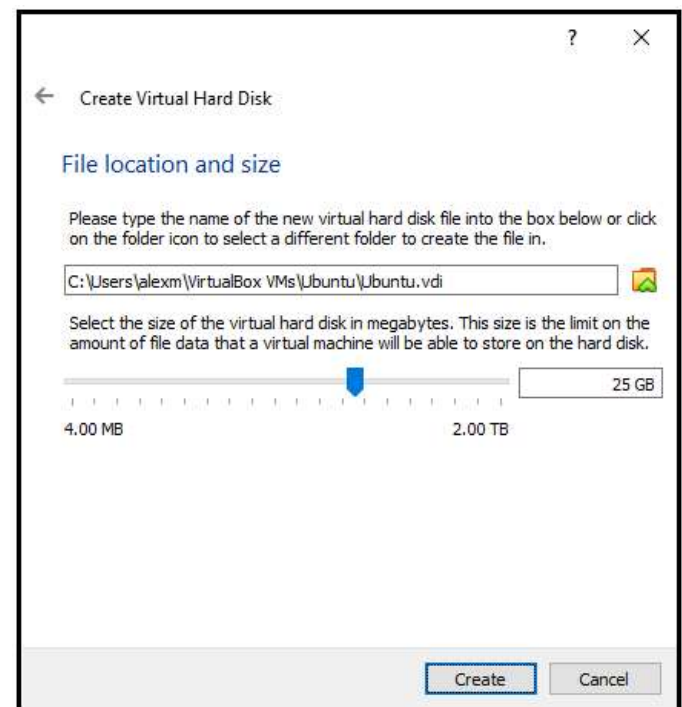 ?
Create Virtual Hard Disk
File location and size
Please type the name of the new virtual hard disk file into the box below or click
on the folder icon to select a different folder to create the file in.
C:\Users\alexm\VirtualBox VMs\Ubuntu\Ubuntu.vdi
Select the size of the virtual hard disk in megabytes. This size is the limit on the
amount of file data that a virtual machine will be able to store on the hard disk.
25 GB
4.00 MB 2.00 TB
Create Cancel